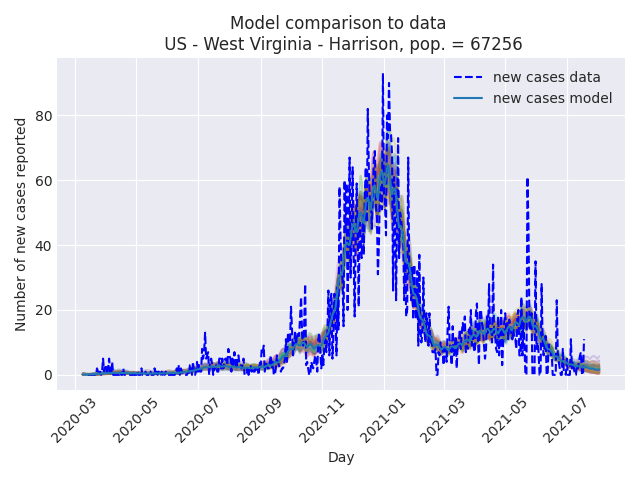 Model comparison to data
US - West Virginia - Harrison, pop. = 67256
new cases data
new cases model
Number of new cases reported
80
60
40
20
0
2020-03
2020-05
2020-07
2020-09
2020-11
2021-01
2021-03
2021-05
2021-07
Day